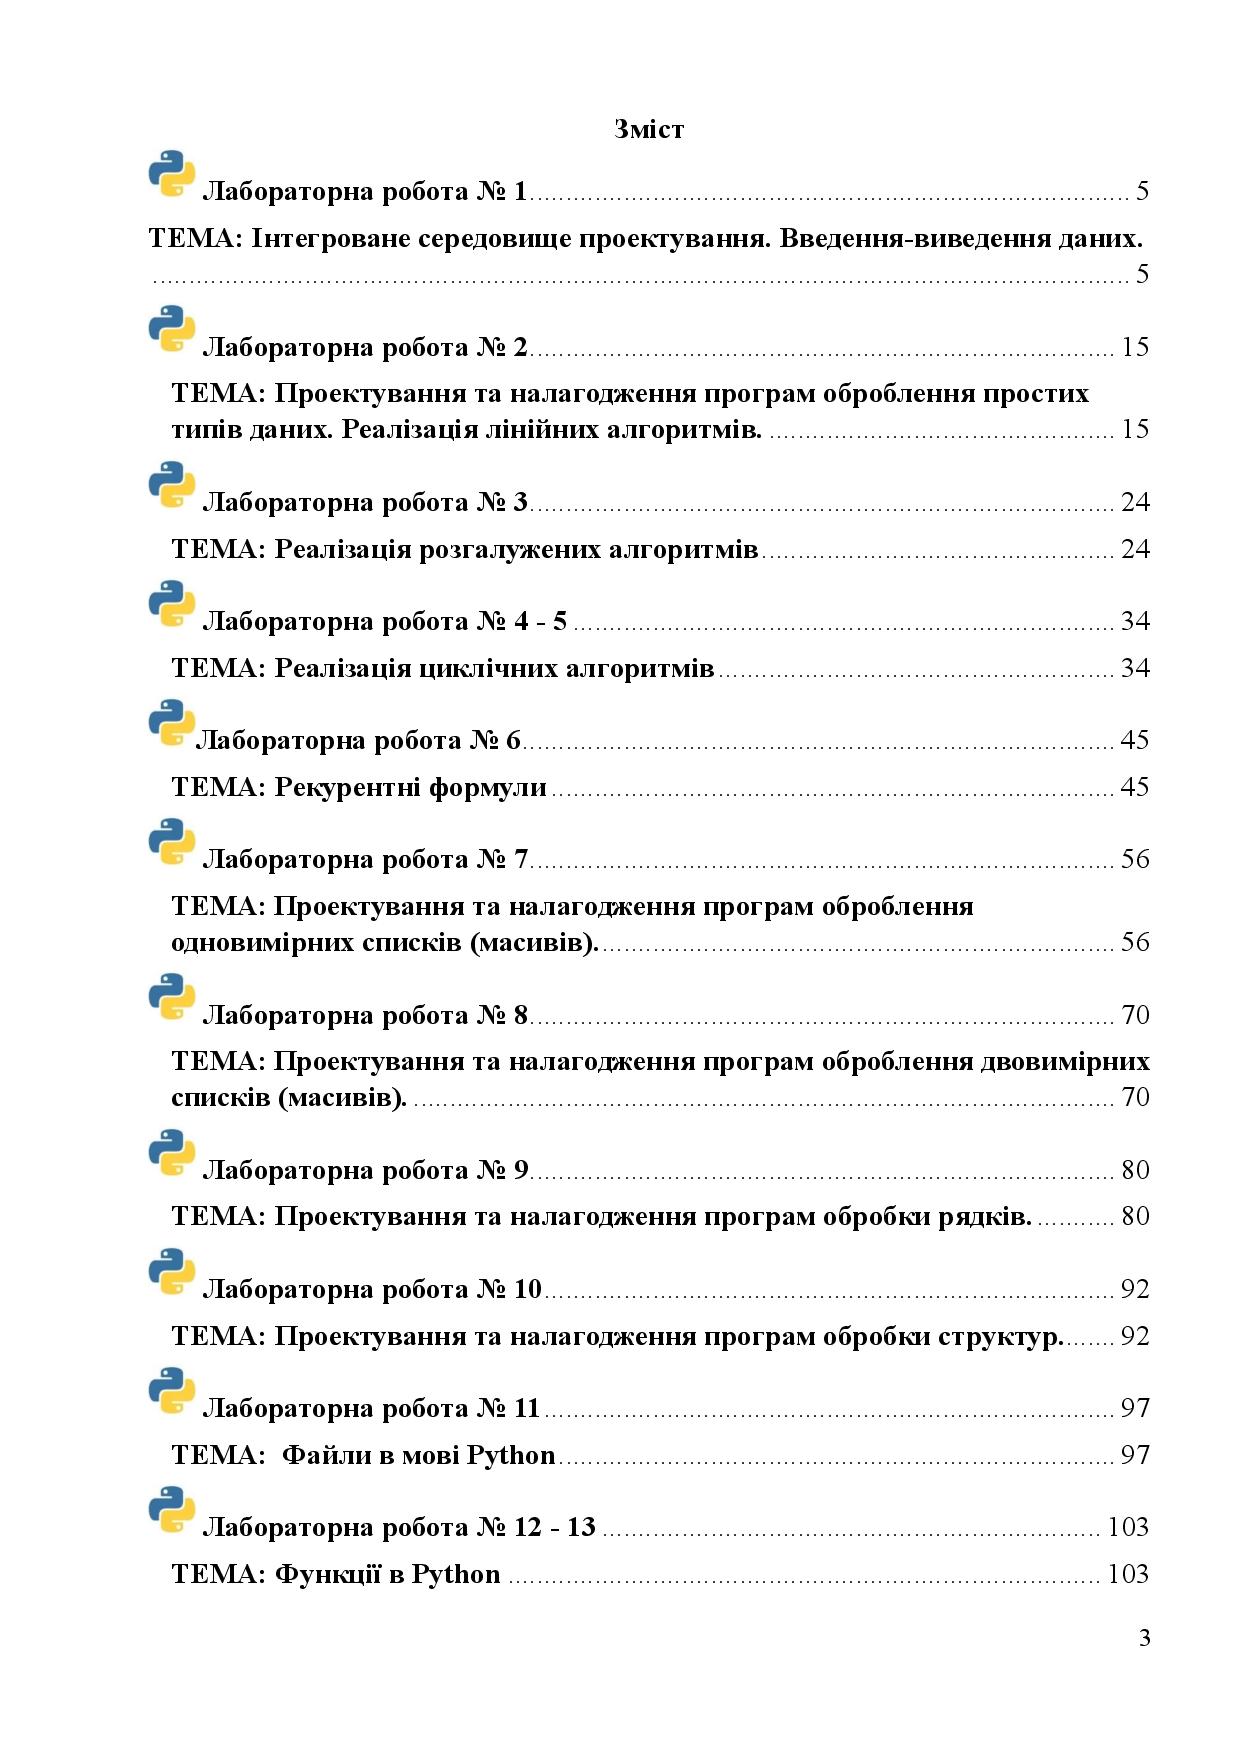 Зміст
Лабораторна робота № 1 ........................................ 5
ТЕМА: Інтегроване середовище проектування. Введення-виведення даних.
........................................ 5
Лабораторна робота № 2 ........................................ 15
ТЕМА: Проектування та налагодження програм оброблення простих
типів даних. Реалізація лінійних алгоритмів. ........................................ 15
Лабораторна робота № 3 ........................................ 24
ТЕМА: Реалізація розгалужених алгоритмів ........................................ 24
Лабораторна робота № 4 - 5 ........................................ 34
ТЕМА: Реалізація циклічних алгоритмів ........................................ 34
Лабораторна робота № 6 ........................................ 45
ТЕМА: Рекурентні формули ........................................ 45
Лабораторна робота № 7 ........................................ 56
ТЕМА: Проектування та налагодження програм оброблення
одновимірних списків (масивів). ........................................ 56
Лабораторна робота № 8 ........................................ 70
ТЕМА: Проектування та налагодження програм оброблення двовимірних
списків (масивів). ........................................ 70
Лабораторна робота № 9 ........................................ 80
ТЕМА: Проектування та налагодження програм обробки рядків. ........... 80
Лабораторна робота № 10 ........................................ 92
ТЕМА: Проектування та налагодження програм обробки структур. ....... 92
Лабораторна робота № 11 ........................................ 97
ТЕМА: Файли в мові Python ........................................ 97
Лабораторна робота № 12 - 13 ........................................ 103
ТЕМА: Функції в Python ........................................ 103
3